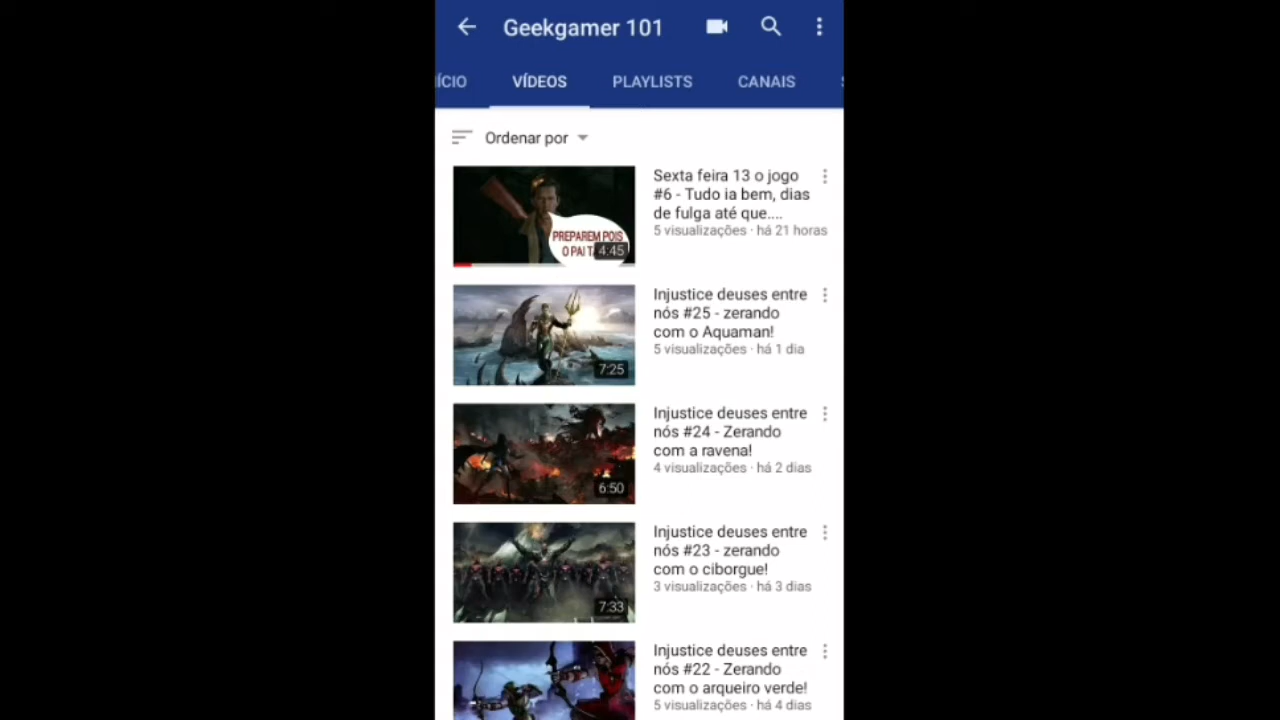 Geekgamer 101
ÍCIO VÍDEOS PLAYLISTS CANAIS
Ordenar por
Sexta feira 13 o jogo
#6 - Tudo ia bem, dias
de fulga até que....
5 visualizações · há 21 horas
PREPAREM POIS
O PAI
4:45
Injustice deuses entre
nós #25 - zerando
com o Aquaman!
5 visualizações · há 1 dia
7:25
Injustice deuses entre
nós #24 - Zerando
com a ravena!
4 visualizações · há 2 dias
6:50
Injustice deuses entre
nós #23 - zerando
com o ciborgue!
3 visualizações · há 3 dias
7:33
Injustice deuses entre
nós #22 - Zerando
com o arqueiro verde!
5 visualizações · há 4 dias